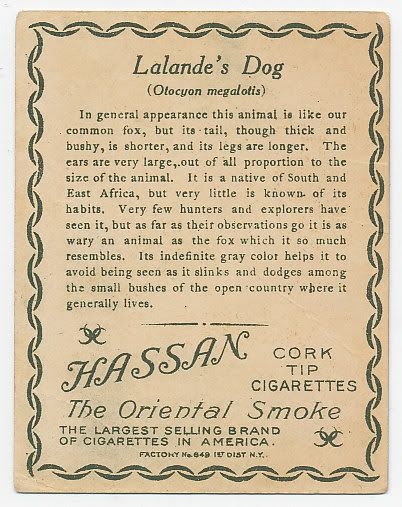 Lalande's Dog
(Otocyon megalotis)
In general appearance this animal is like our
common fox, but its tail, though thick and
bushy, is shorter, and its legs are longer. The
ears are very large, out of all proportion to the
size of the animal. It is a native of South and
East Africa, but very little is known of its
habits. Very few hunters and explorers have
seen it, but as far as their observations go it is as
wary an animal as the fox which it so much
resembles. Its indefinite gray color helps it to
avoid being seen as it slinks and dodges among
the small bushes of the open country where it
generally lives.
HASSAN
CORK
TIP
CIGARETTES
The Oriental Smoke
THE LARGEST SELLING BRAND
OF CIGARETTES IN AMERICA.
FACTORY No. 649 1ST DIST. N.Y.